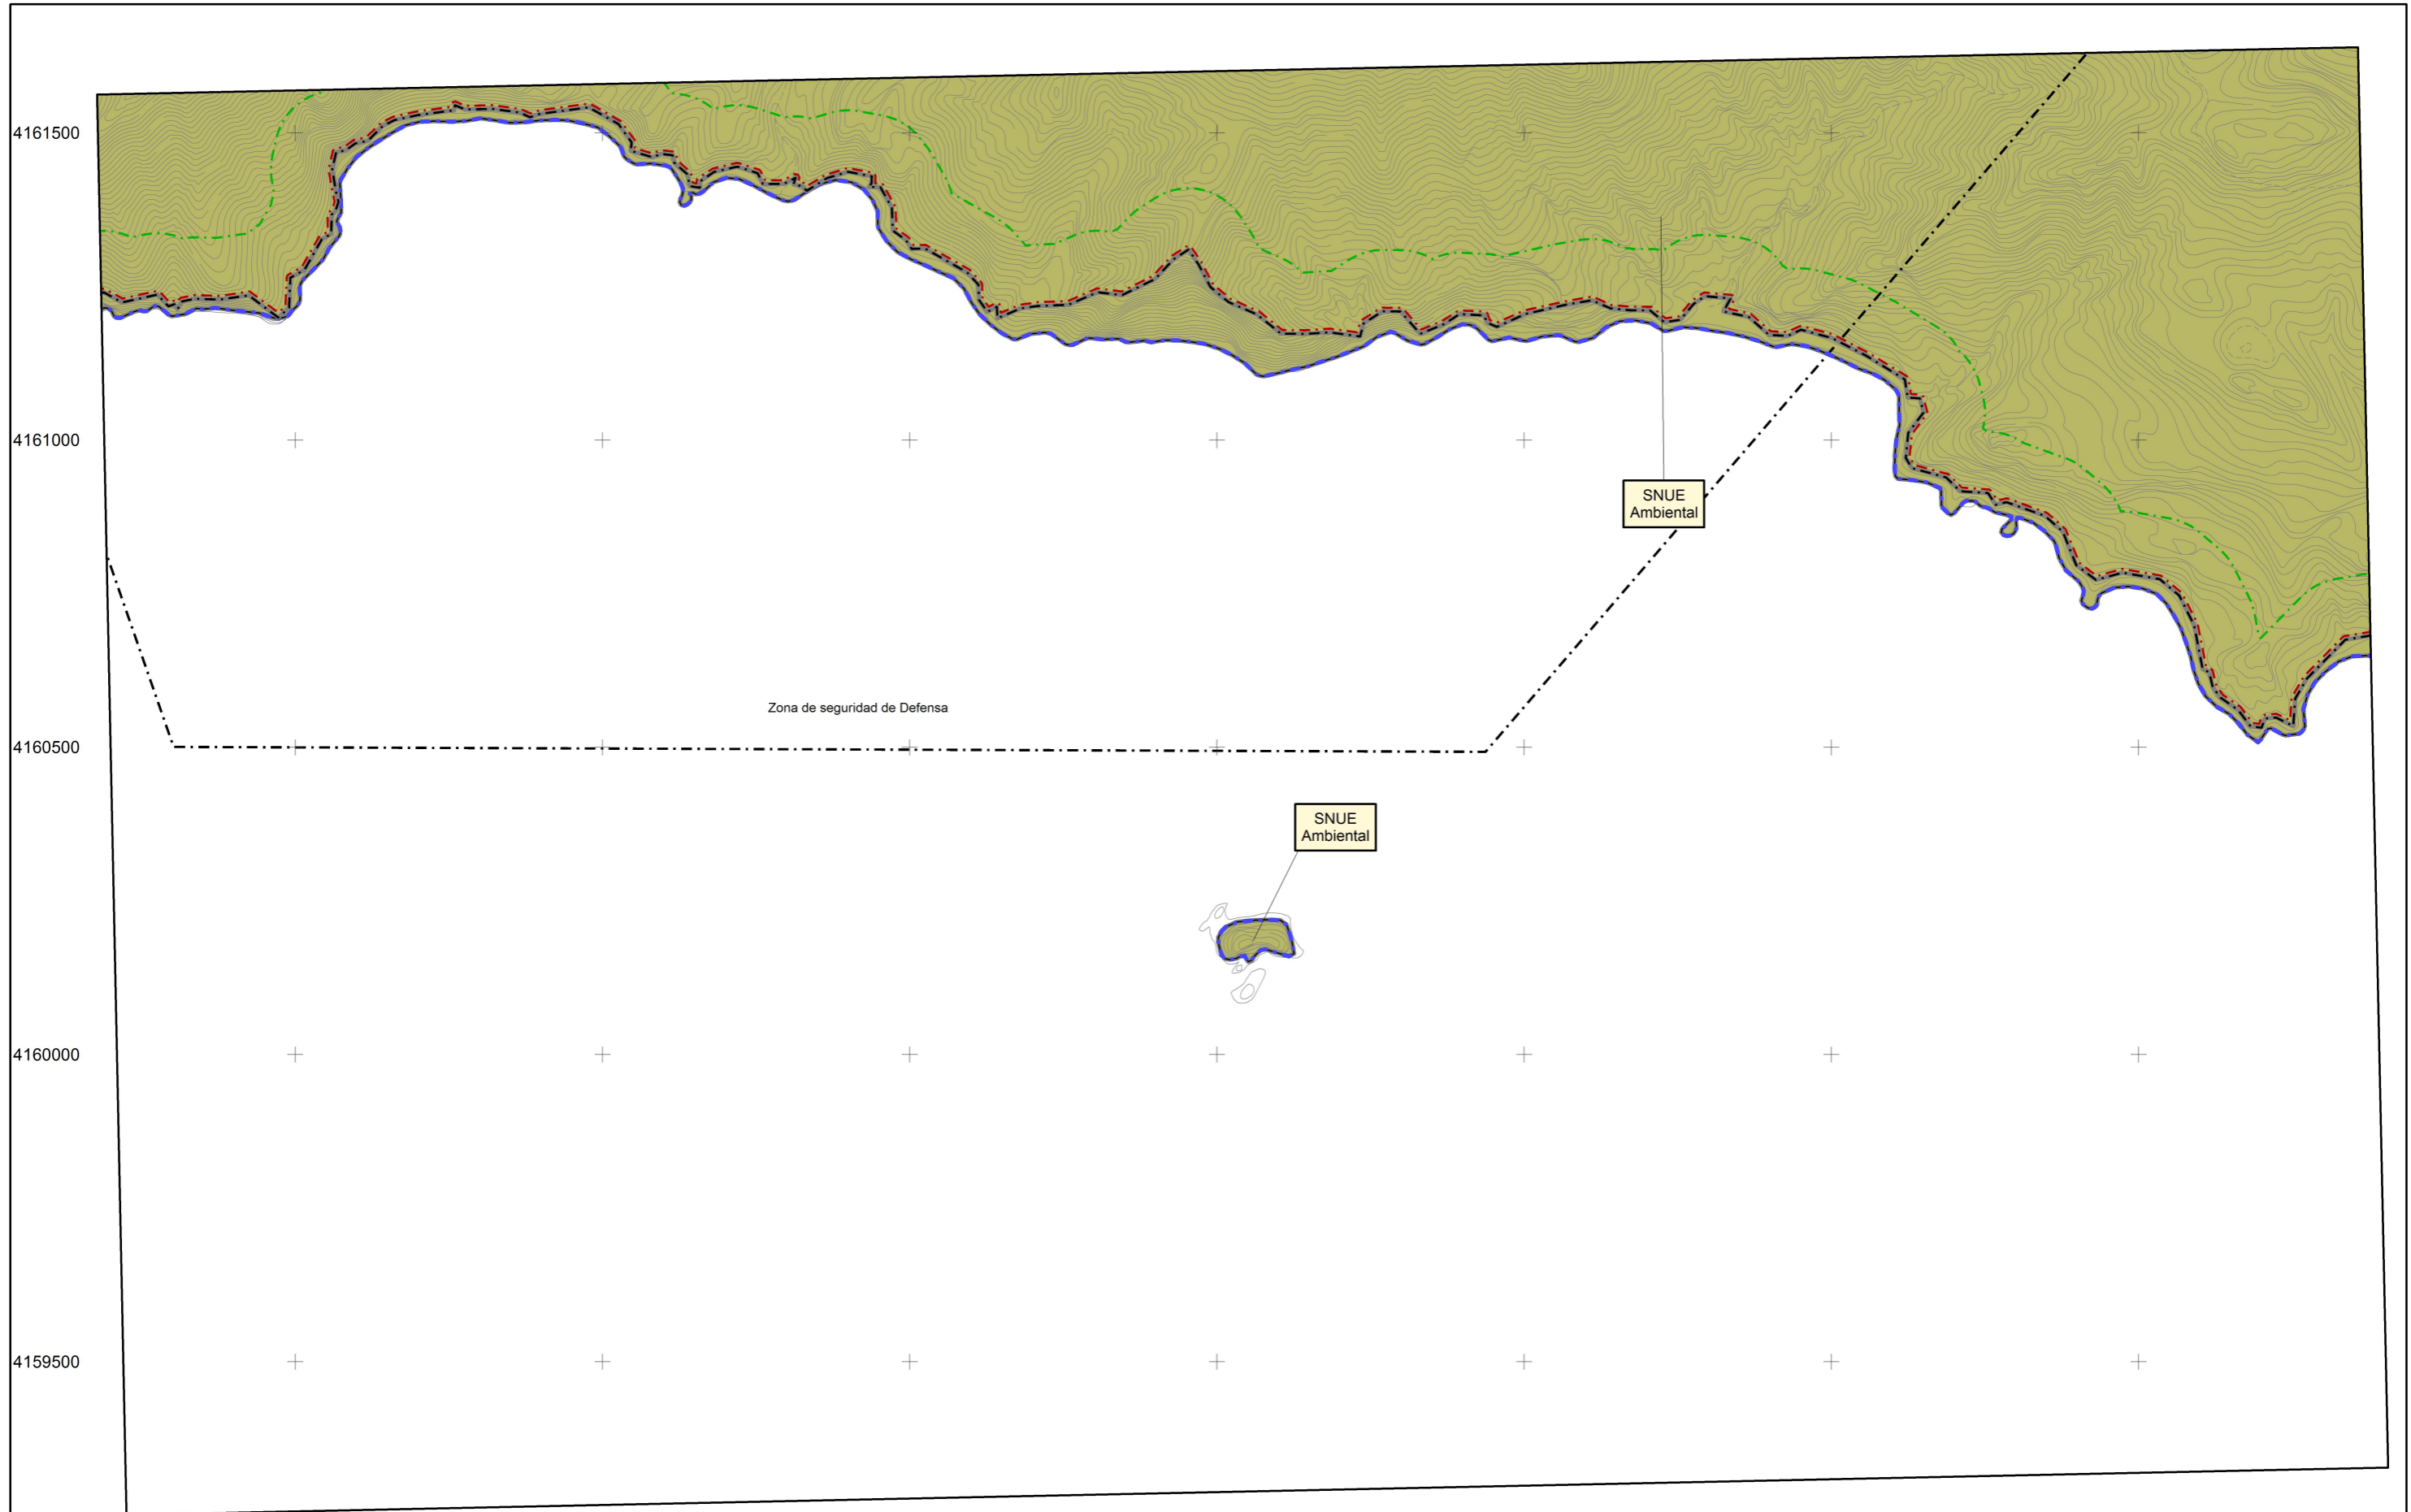 4161500
4161000
SNUE
Ambiental
Zona de seguridad de Defensa
4160500
SNUE
Ambiental
4160000
4159500